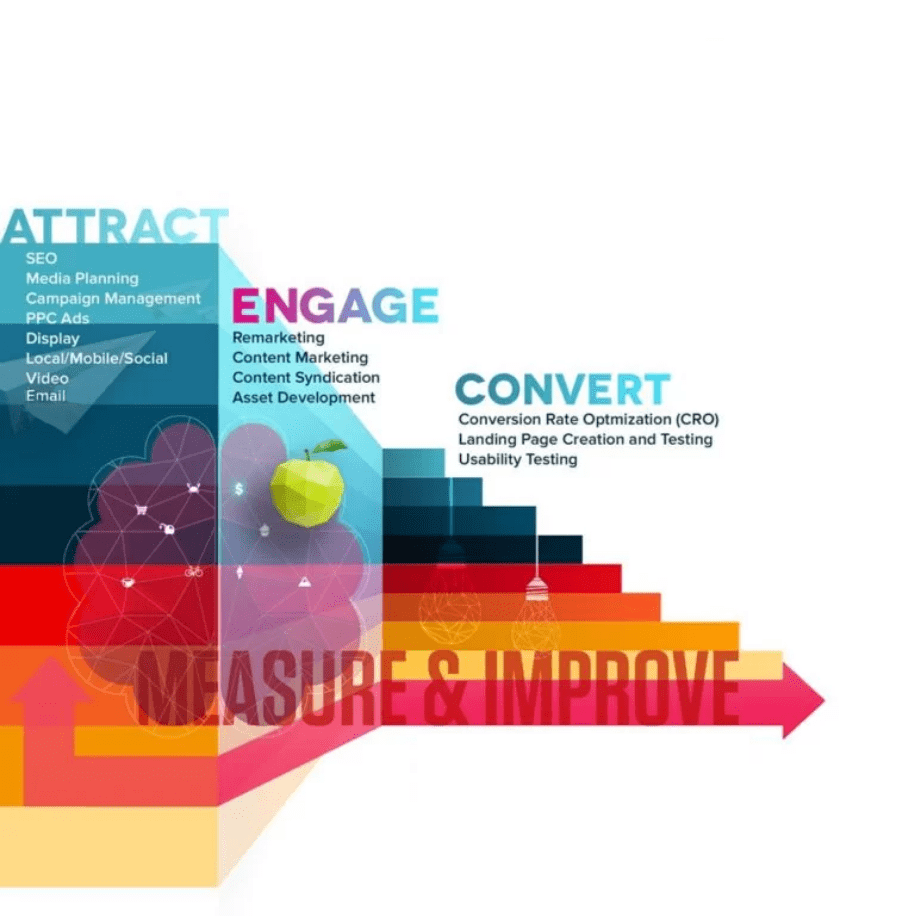 ATTRACT
SEO
Media Planning
Campaign Management
PPC Ads
Display
Local/Mobile/Social
Video
Email
ENGAGE
Remarketing
Content Marketing
Content Syndication
Asset Development
CONVERT
Conversion Rate Optmization (CRO)
Landing Page Creation and Testing
Usability Testing
$
MEASURE & IMPROVE